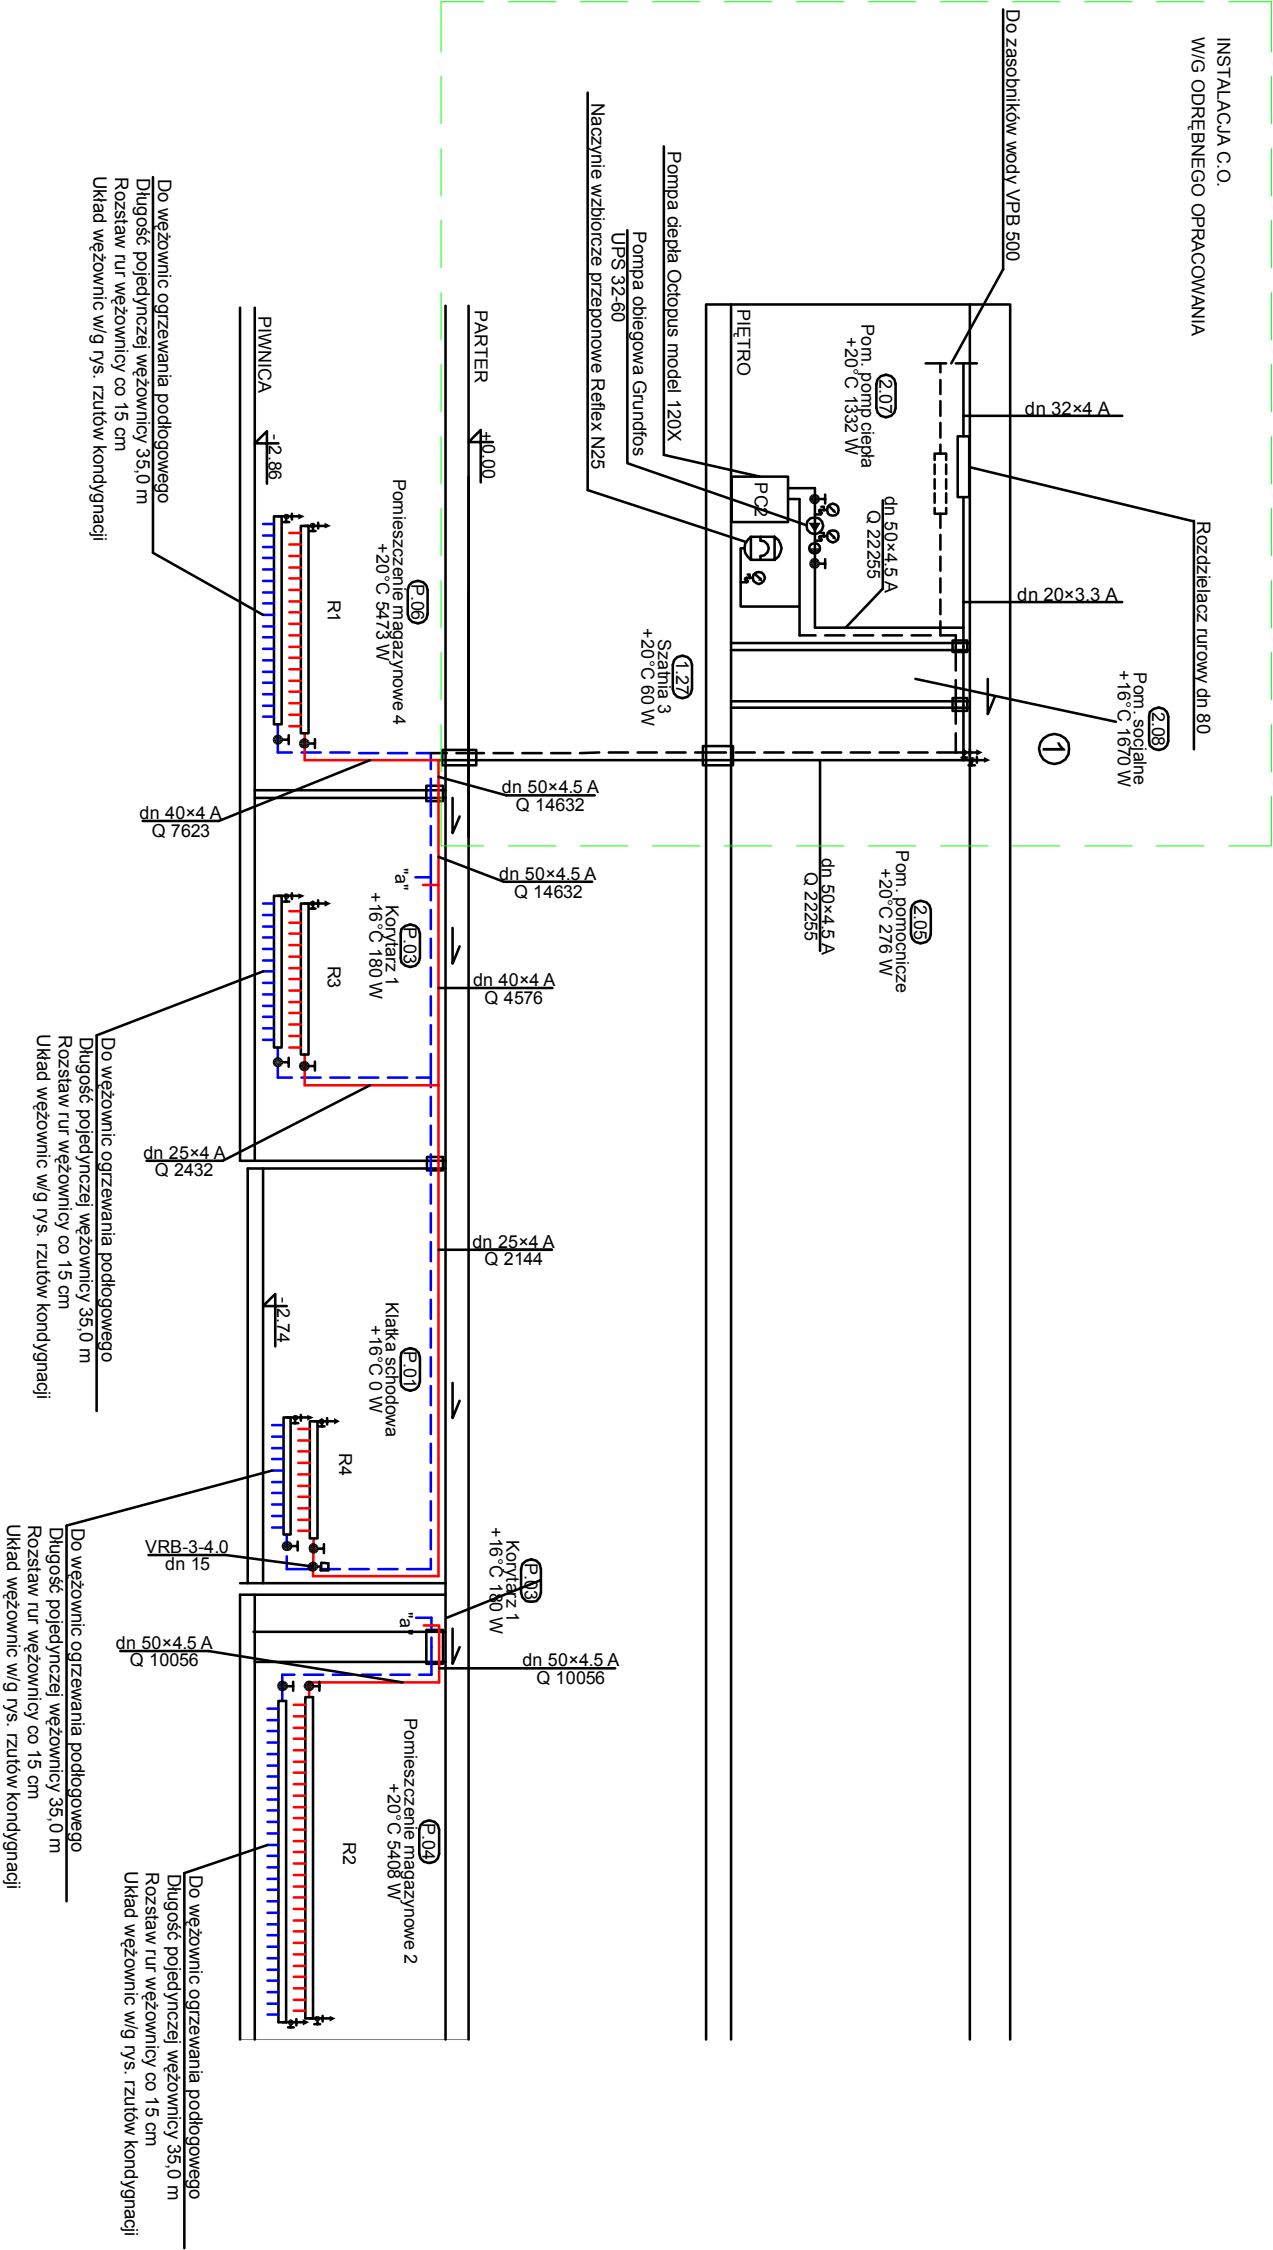 INSTALACJA C.O.
W/G ODRĘBNEGO OPRACOWANIA
Do zasobników wody VPB 500
dn 32×4 A
Rozdzielacz rurowy dn 80
dn 20×3.3 A
2.08
Pom. socjalne
+16°C 1670 W
1
2.07
Pom. pomp ciepła
+20°C 1332 W
dn 50×4.5 A
Q 22255
PC2
PIĘTRO
Pompa ciepła Octopus model 120X
Pompa obiegowa Grundfos
UPS 32-60
Naczynie wzbiorcze przeponowe Reflex N25
1.27
Szatnia 3
+20°C 60 W
2.05
Pom. pomocnicze
+20°C 276 W
dn 50×4.5 A
Q 22255
PARTER
+0.00
dn 50×4.5 A
Q 14632
dn 50×4.5 A
Q 14632
dn 40×4 A
Q 4576
dn 25×4 A
Q 2144
P.03
Korytarz 1
+16°C 180 W
dn 50×4.5 A
Q 10056
P.06
Pomieszczenie magazynowe 4
+20°C 5473 W
R1
"a"
P.03
Korytarz 1
+16°C 180 W
R3
P.01
Klatka schodowa
+16°C 0 W
R4
"a"
P.04
Pomieszczenie magazynowe 2
+20°C 5408 W
R2
PIWNICA
-2.86
-2.74
dn 40×4 A
Q 7623
dn 25×4 A
Q 2432
VRB-3-4.0
dn 15
dn 50×4.5 A
Q 10056
Do wężownic ogrzewania podłogowego
Długość pojedynczej wężownicy 35,0 m
Rozstaw rur wężownicy co 15 cm
Układ wężownic w/g rys. rzutów kondygnacji
Do wężownic ogrzewania podłogowego
Długość pojedynczej wężownicy 35,0 m
Rozstaw rur wężownicy co 15 cm
Układ wężownic w/g rys. rzutów kondygnacji
Do wężownic ogrzewania podłogowego
Długość pojedynczej wężownicy 35,0 m
Rozstaw rur wężownicy co 15 cm
Układ wężownic w/g rys. rzutów kondygnacji
Do wężownic ogrzewania podłogowego
Długość pojedynczej wężownicy 35,0 m
Rozstaw rur wężownicy co 15 cm
Układ wężownic w/g rys. rzutów kondygnacji